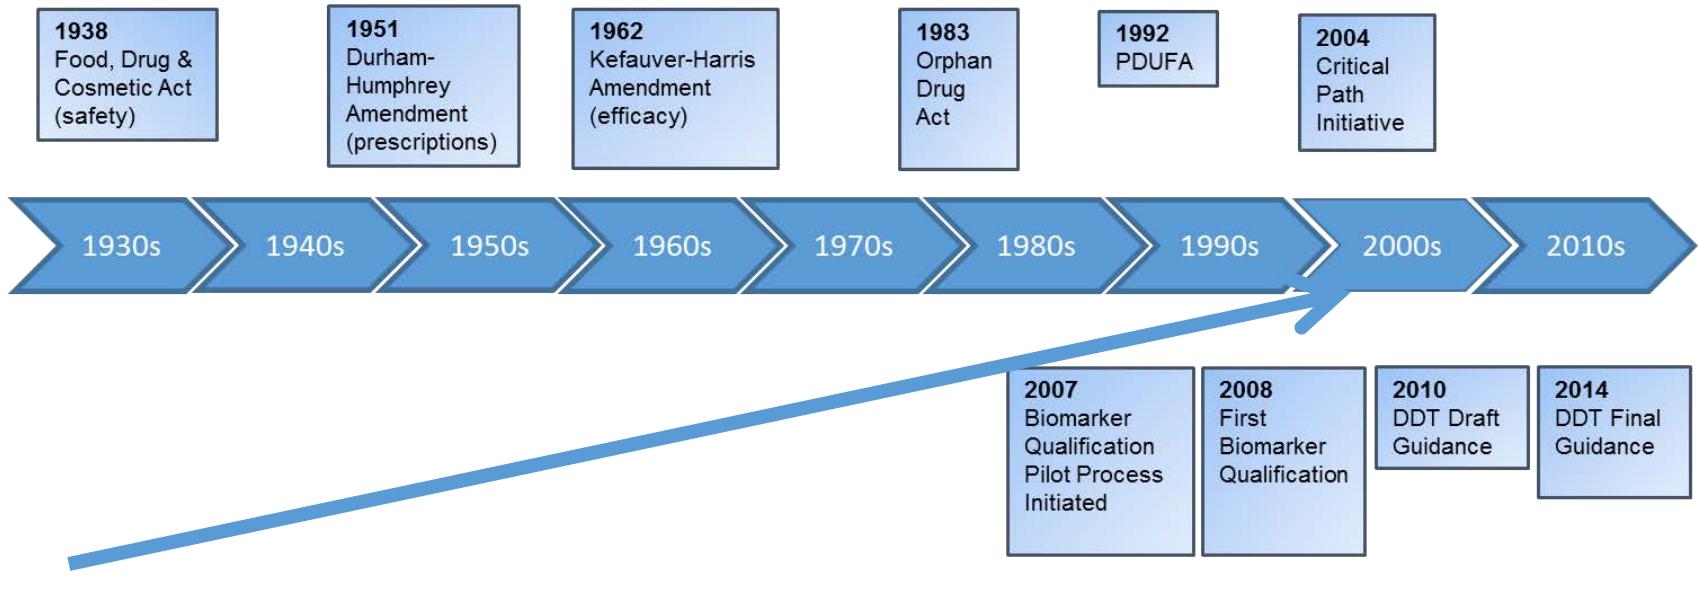 1938
Food, Drug &
Cosmetic Act
(safety)
1951
Durham-
Humphrey
Amendment
(prescriptions)
1962
Kefauver-Harris
Amendment
(efficacy)
1983
Orphan
Drug
Act
1992
PDUFA
2004
Critical
Path
Initiative
1930s
1940s
1950s
1960s
1970s
1980s
1990s
2000s
2010s
2007
Biomarker
Qualification
Pilot Process
Initiated
2008
First
Biomarker
Qualification
2010
DDT Draft
Guidance
2014
DDT Final
Guidance